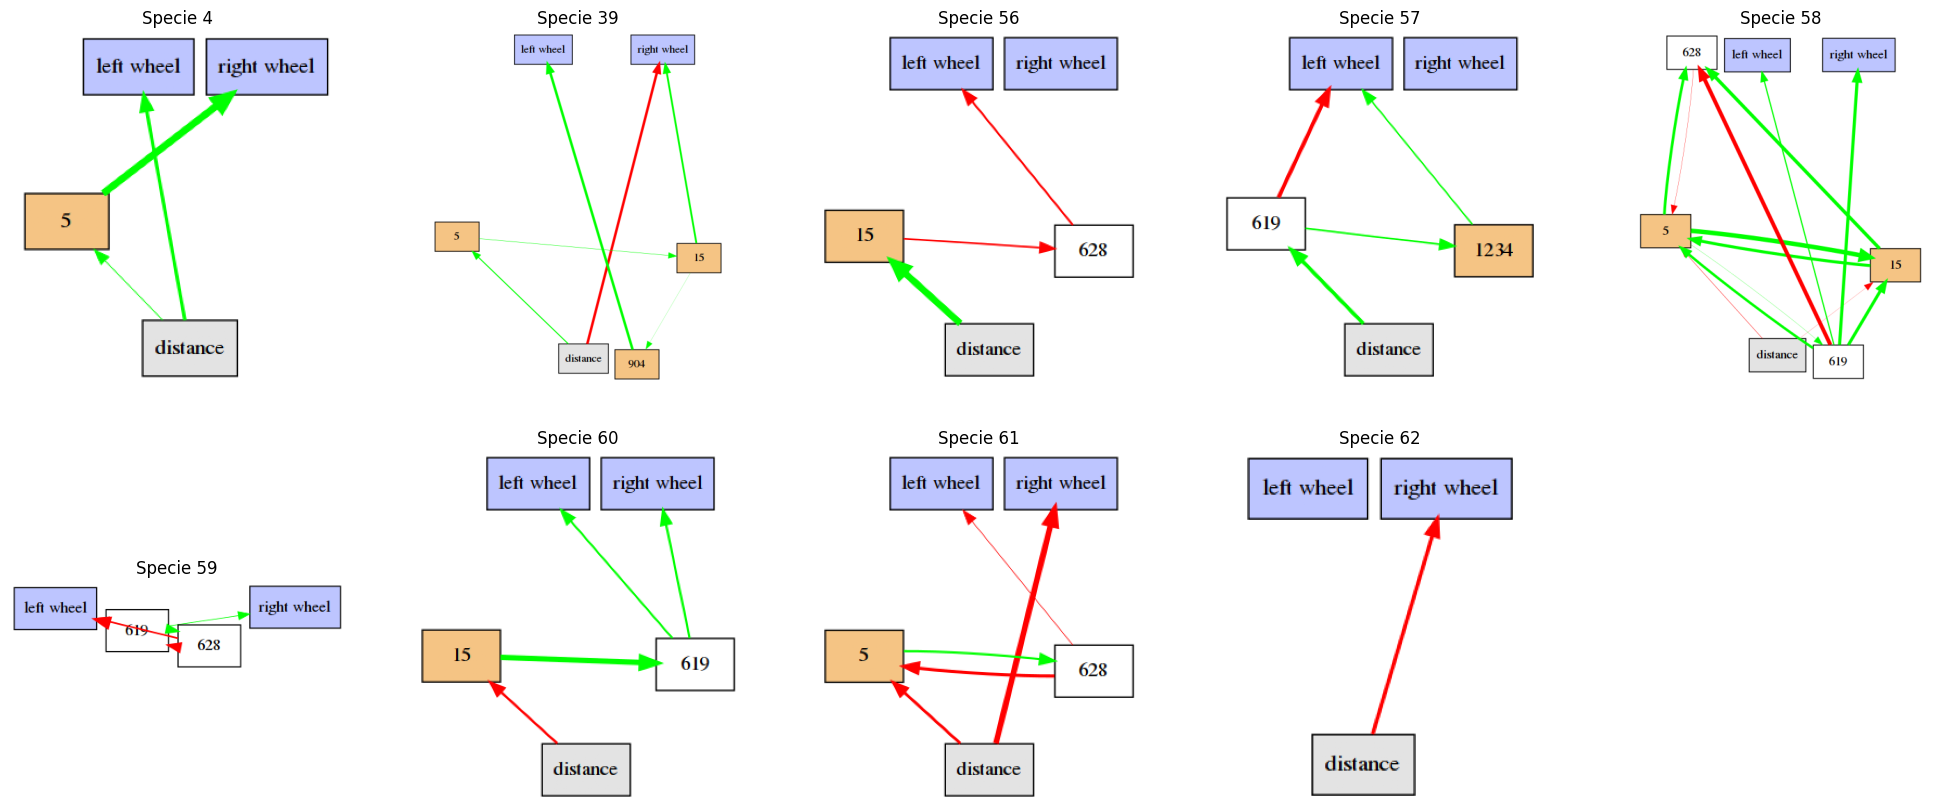 Specie 4
left wheel
right wheel
5
distance
Specie 39
left wheel
right wheel
5
15
distance
904
Specie 56
left wheel
right wheel
15
628
distance
Specie 57
left wheel
right wheel
619
1234
distance
Specie 58
628
left wheel
right wheel
5
15
distance
619
Specie 59
left wheel
619
628
right wheel
Specie 60
left wheel
right wheel
15
619
distance
Specie 61
left wheel
right wheel
5
628
distance
Specie 62
left wheel
right wheel
distance